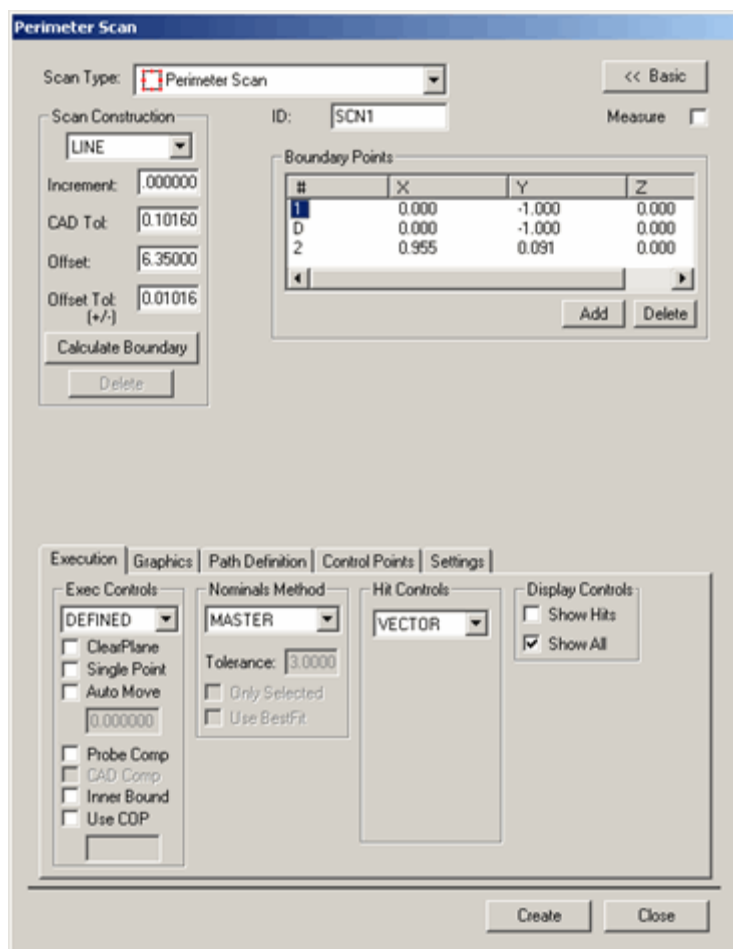 Perimeter Scan
Scan Type: Perimeter Scan
<< Basic
Scan Construction
ID: SCN1
Measure
LINE
Increment: .000000
CAD Tol: 0.10160
Offset: 6.35000
Offset Tol: 0.01016
(+/-)
Calculate Boundary
Delete
Boundary Points
# X Y Z
1 0.000 -1.000 0.000
D 0.000 -1.000 0.000
2 0.955 0.091 0.000
Add Delete
Execution Graphics Path Definition Control Points Settings
Exec Controls
DEFINED
ClearPlane
Single Point
Auto Move
0.000000
Probe Comp
CAD Comp
Inner Bound
Use COP
Nominals Method
MASTER
Tolerance: 3.0000
Only Selected
Use BestFit
Hit Controls
VECTOR
Display Controls
Show Hits
Show All
Create Close